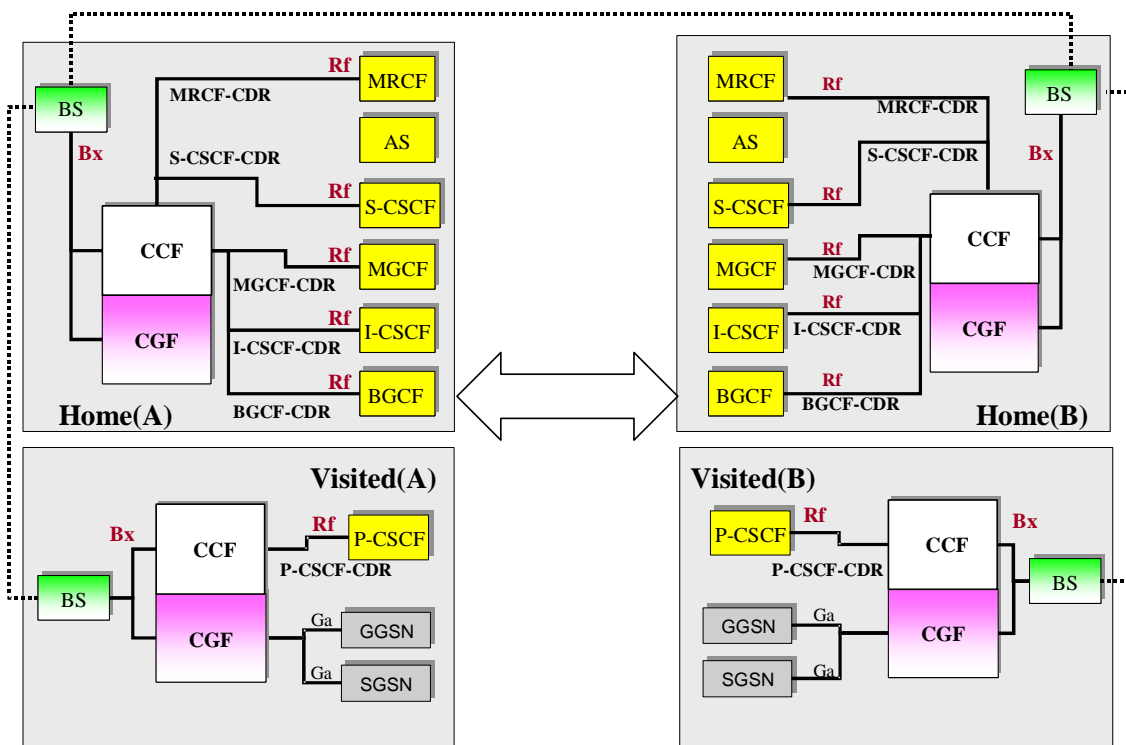 Rf
MRCF
MRCF-CDR
BS
AS
Bx
S-CSCF-CDR
Rf
S-CSCF
CCF
Rf
MGCF
MGCF-CDR
CGF
Rf
I-CSCF
I-CSCF-CDR
Rf
BGCF
BGCF-CDR
Home(A)
MRCF
Rf
MRCF-CDR
BS
AS
S-CSCF-CDR
Bx
Rf
S-CSCF
CCF
Rf
MGCF
MGCF-CDR
Rf
I-CSCF
I-CSCF-CDR
CGF
Rf
BGCF
BGCF-CDR
Home(B)
Visited(A)
Bx
Rf
CCF
P-CSCF
P-CSCF-CDR
BS
CGF
Ga
GGSN
Ga
SGSN
Visited(B)
Rf
Bx
P-CSCF
CCF
P-CSCF-CDR
BS
GGSN
Ga
CGF
SGSN
Ga